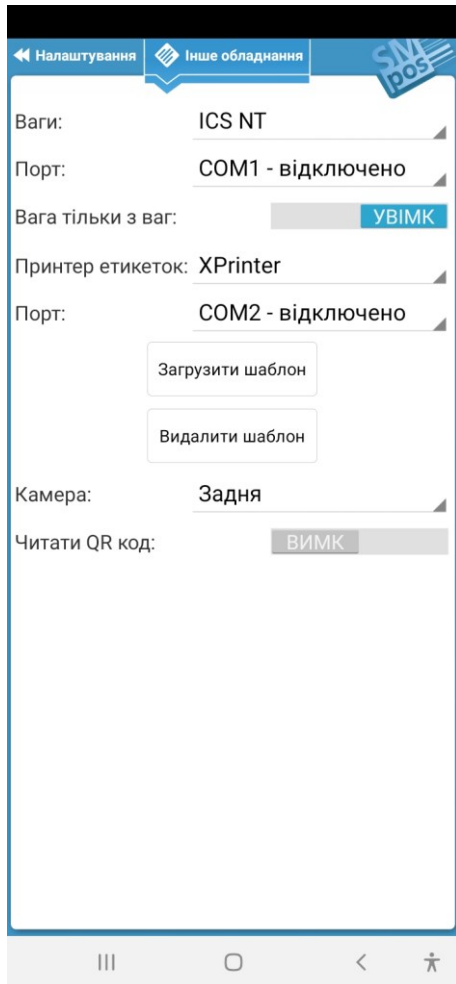 Налаштування
Інше обладнання
SM pos
Ваги: ICS NT
Порт: COM1 - відключено
Вага тільки з ваг: УВІМК
Принтер етикеток: XPrinter
Порт: COM2 - відключено
Загрузити шаблон
Видалити шаблон
Камера: Задня
Читати QR код: ВИМК